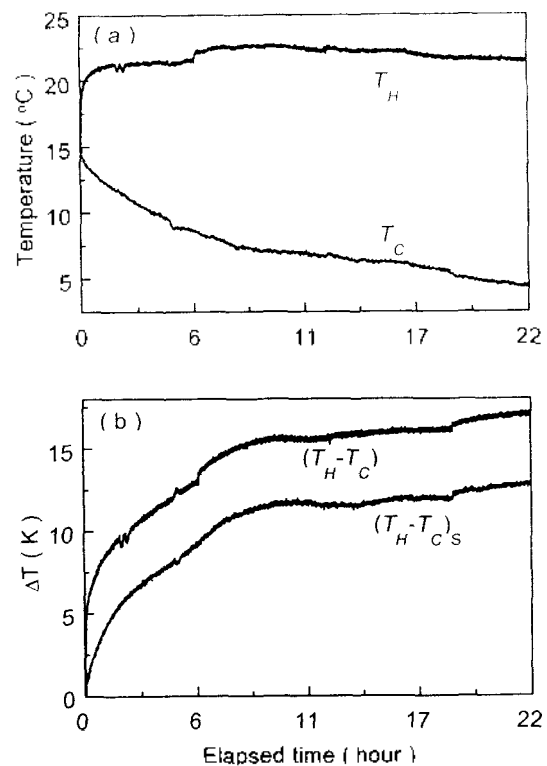 ( a )
25
20
15
10
5
Temperature ( °C )
T_H
T_C
0 6 11 17 22
( b )
15
10
5
0
ΔT ( K )
(T_H-T_C)
(T_H-T_C)_S
0 6 11 17 22
Elapsed time ( hour )